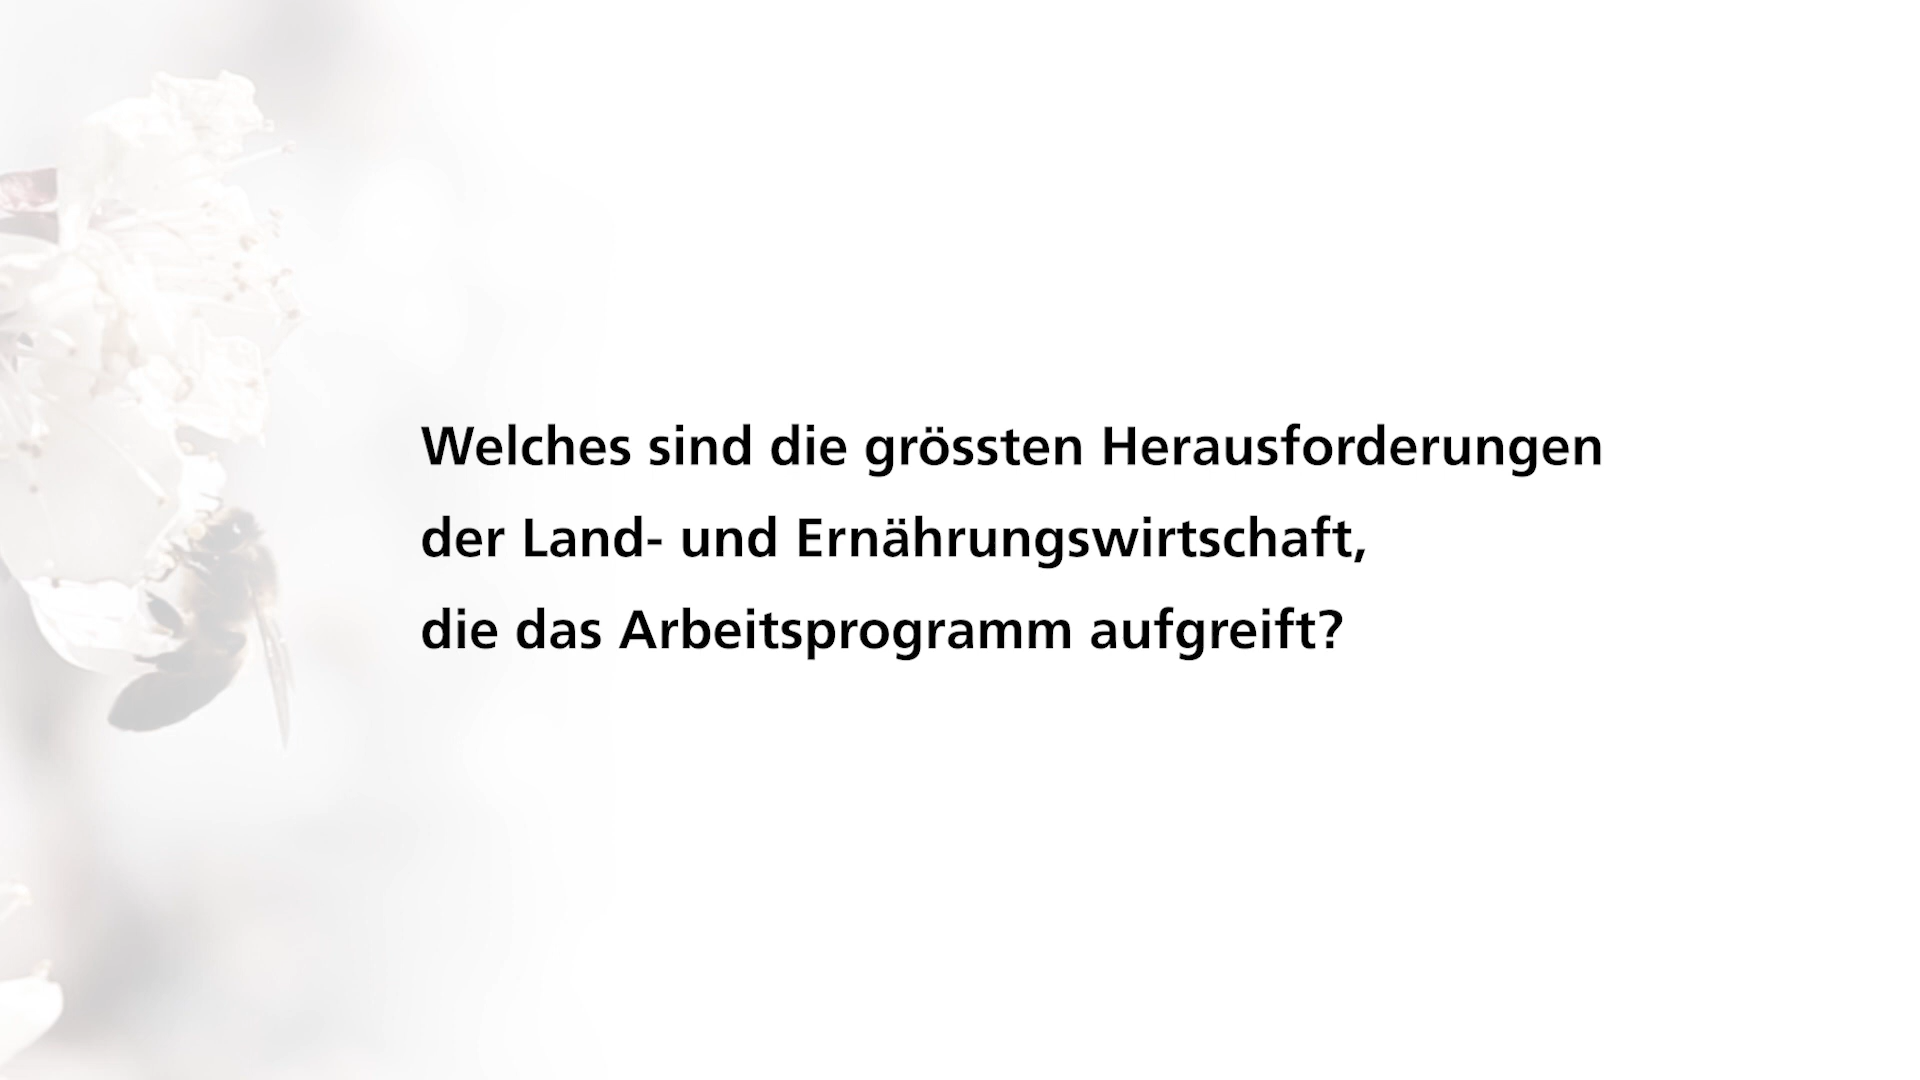 Welches sind die grössten Herausforderungen
der Land- und Ernährungswirtschaft,
die das Arbeitsprogramm aufgreift?